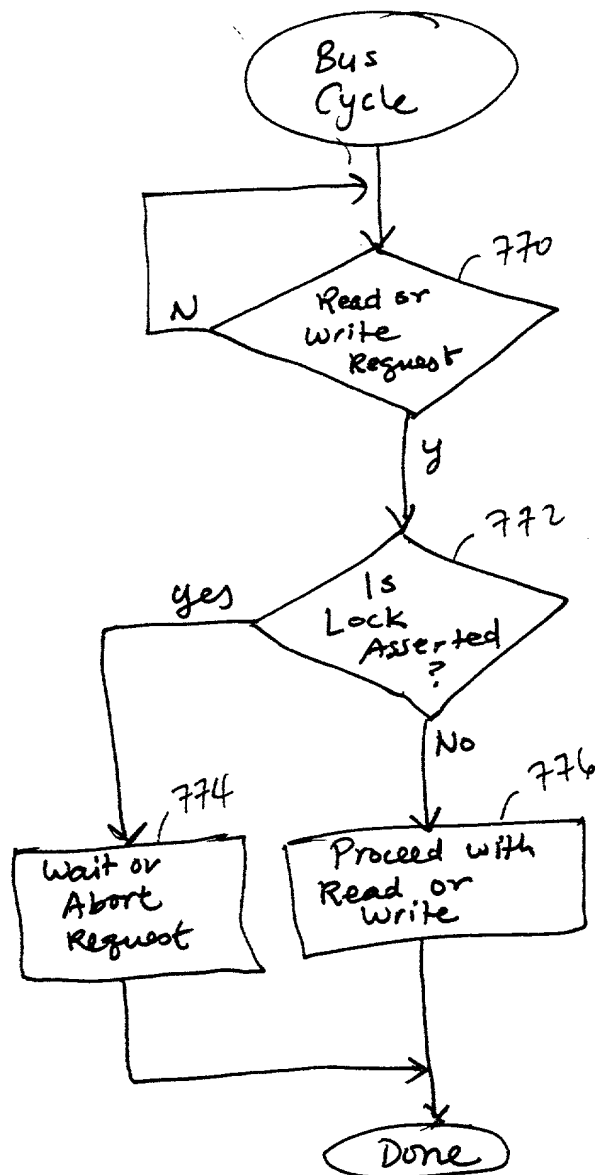 Bus
Cycle
770
N
Read or
Write
Request
Y
772
yes
Is
Lock
Asserted
?
No
774
776
Wait or
Abort
Request
Proceed with
Read or
Write
Done